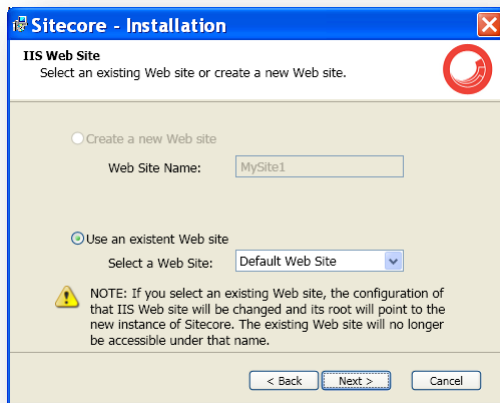 Sitecore - Installation
IIS Web Site
Select an existing Web site or create a new Web site.
Create a new Web site
Web Site Name: MySite1
Use an existent Web site
Select a Web Site: Default Web Site
NOTE: If you select an existing Web site, the configuration of
that IIS Web site will be changed and its root will point to the
new instance of Sitecore. The existing Web site will no longer
be accessible under that name.
< Back Next > Cancel